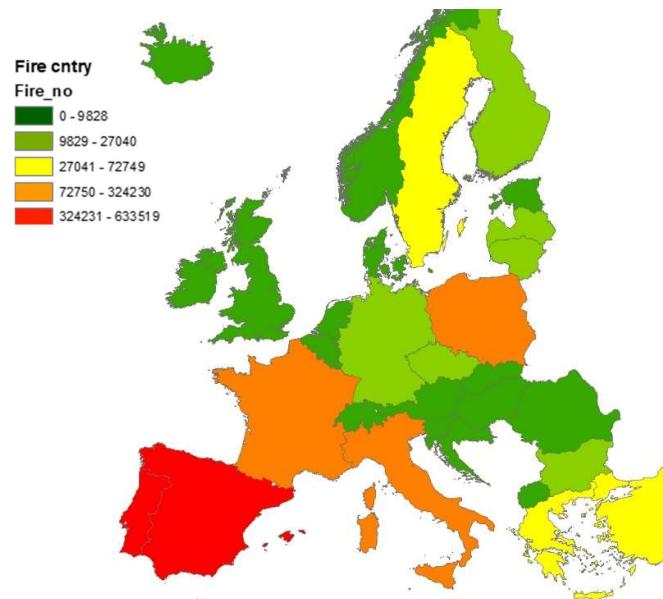 Fire cntry
Fire_no
0 - 9828
9829 - 27040
27041 - 72749
72750 - 324230
324231 - 633519